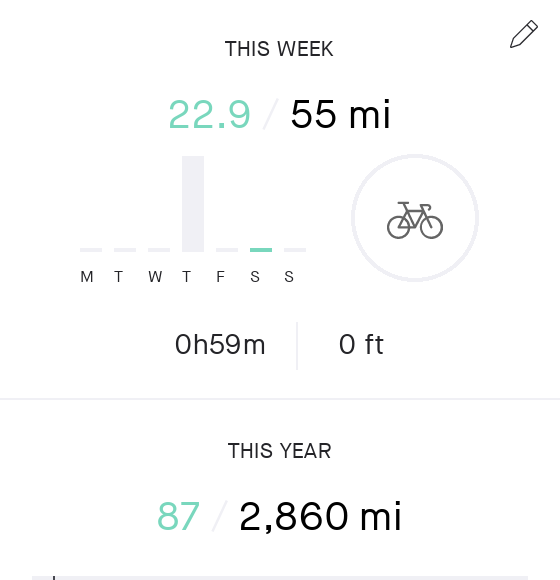 THIS WEEK
22.9 / 55 mi
M T W T F S S
0h59m 0 ft
THIS YEAR
87 / 2,860 mi